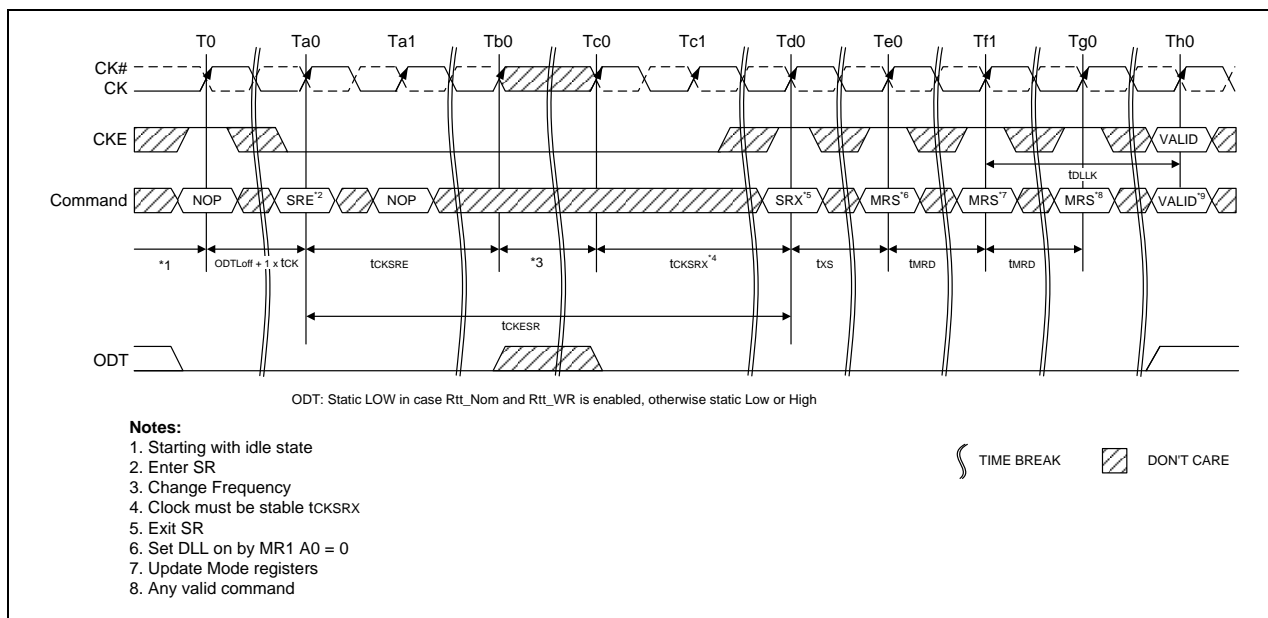 T0 Ta0 Ta1 Tb0 Tc0 Tc1 Td0 Te0 Tf1 Tg0 Th0
CK#
CK
CKE VALID
tDLLK
Command NOP SRE*2 NOP SRX*5 MRS*6 MRS*7 MRS*8 VALID*9
*1 ODTLoff + 1 x tCK tCKSRE *3 tCKSRX*4 tXS tMRD tMRD
tCKESR
ODT
ODT: Static LOW in case Rtt_Nom and Rtt_WR is enabled, otherwise static Low or High
Notes:
1. Starting with idle state
2. Enter SR
3. Change Frequency
4. Clock must be stable tCKSRX
5. Exit SR
6. Set DLL on by MR1 A0 = 0
7. Update Mode registers
8. Any valid command
TIME BREAK DON'T CARE